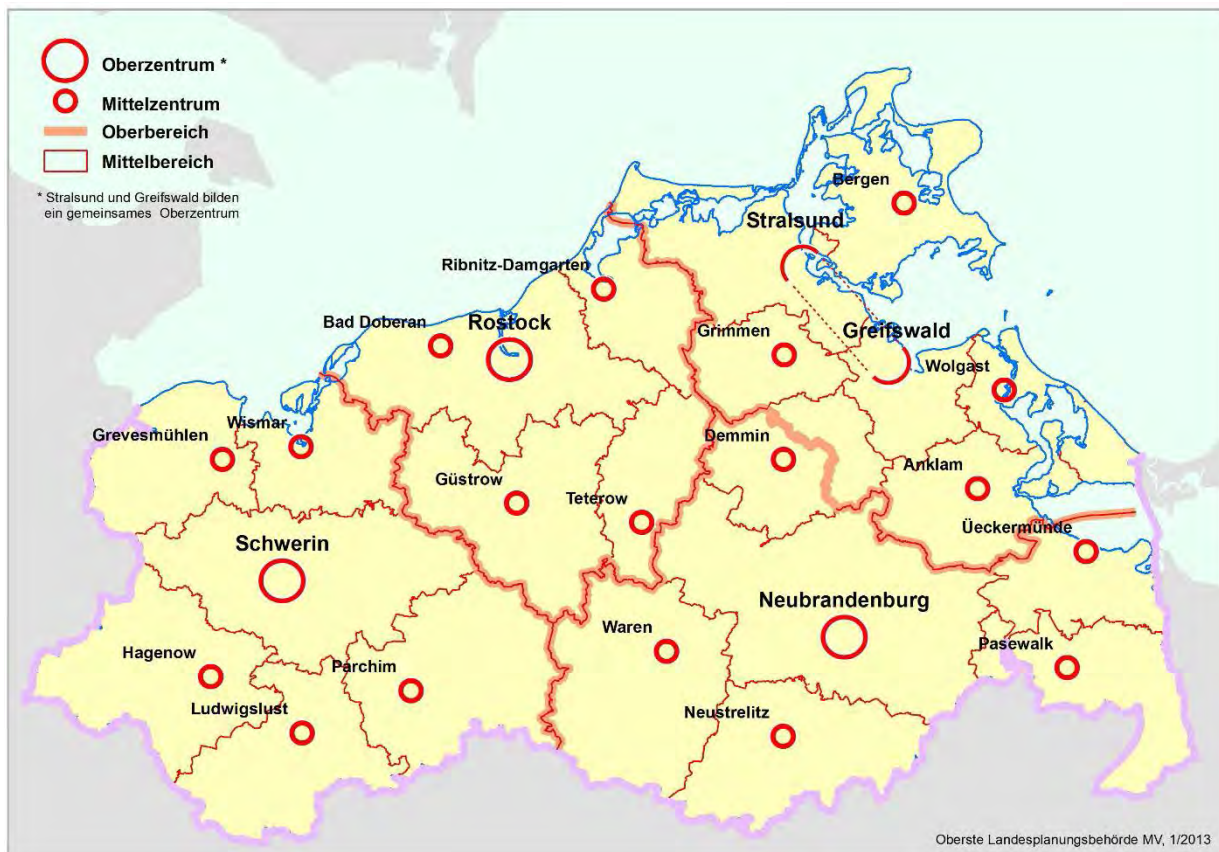 Oberzentrum *
Mittelzentrum
Oberbereich
Mittelbereich
* Stralsund und Greifswald bilden
ein gemeinsames Oberzentrum
Bergen
Stralsund
Ribnitz-Damgarten
Bad Doberan
Rostock
Grimmen
Greifswald
Wolgast
Wismar
Grevesmühlen
Demmin
Anklam
Güstrow
Teterow
Üeckermünde
Schwerin
Neubrandenburg
Waren
Pasewalk
Hagenow
Parchim
Ludwigslust
Neustrelitz
Oberste Landesplanungsbehörde MV, 1/2013